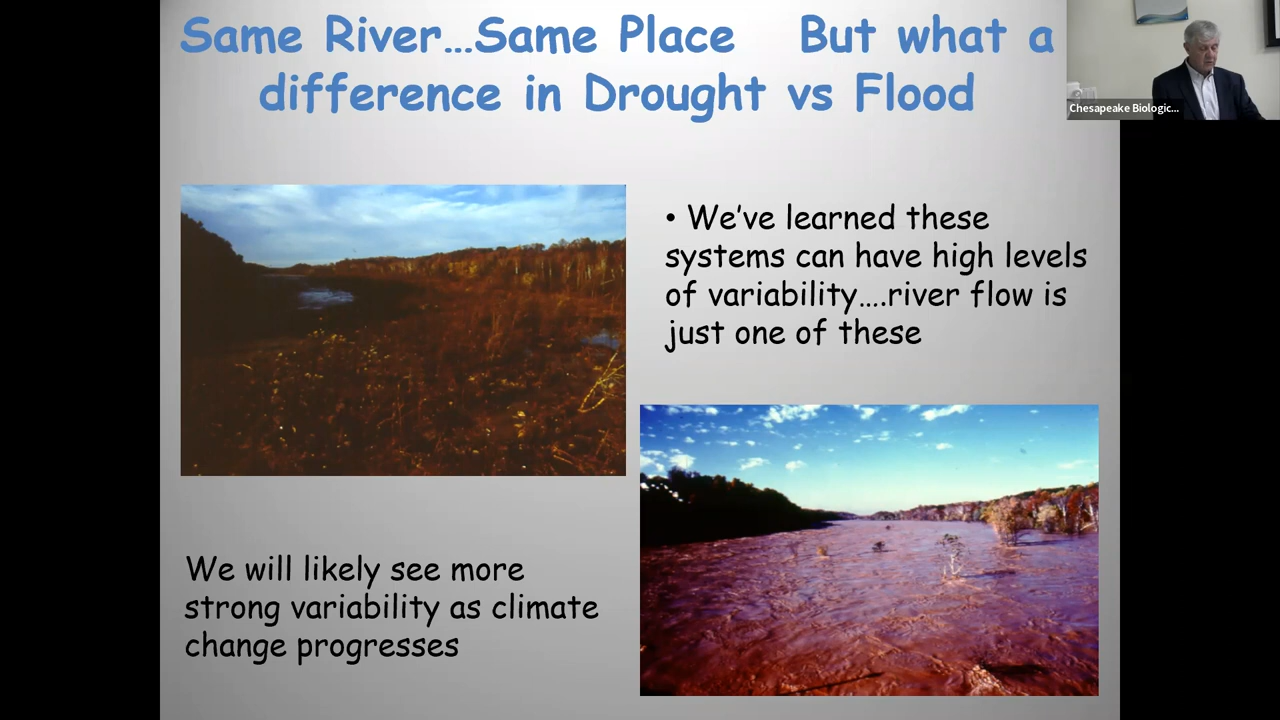 Same River...Same Place But what a
difference in Drought vs Flood
Chesapeake Biologic...
• We've learned these
systems can have high levels
of variability....river flow is
just one of these
We will likely see more
strong variability as climate
change progresses